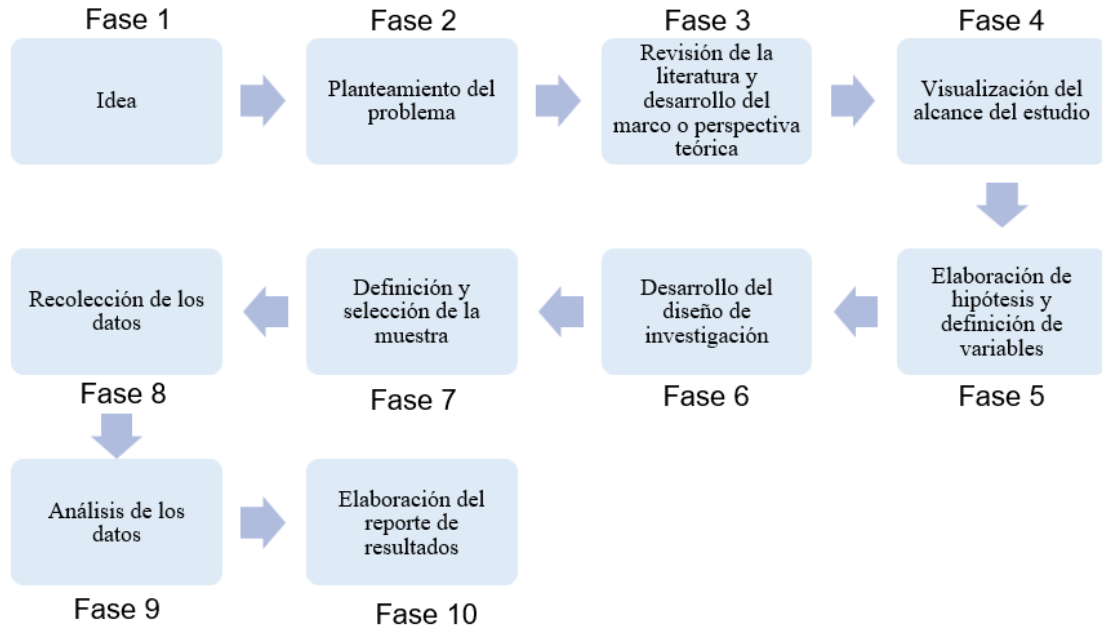 Fase 1
Idea
Fase 2
Planteamiento del
problema
Fase 3
Revisión de la
literatura y
desarrollo del
marco o perspectiva
teórica
Fase 4
Visualización del
alcance del estudio
Elaboración de
hipótesis y
definición de
variables
Fase 5
Desarrollo del
diseño de
investigación
Fase 6
Definición y
selección de la
muestra
Fase 7
Recolección de los
datos
Fase 8
Análisis de los
datos
Fase 9
Elaboración del
reporte de
resultados
Fase 10